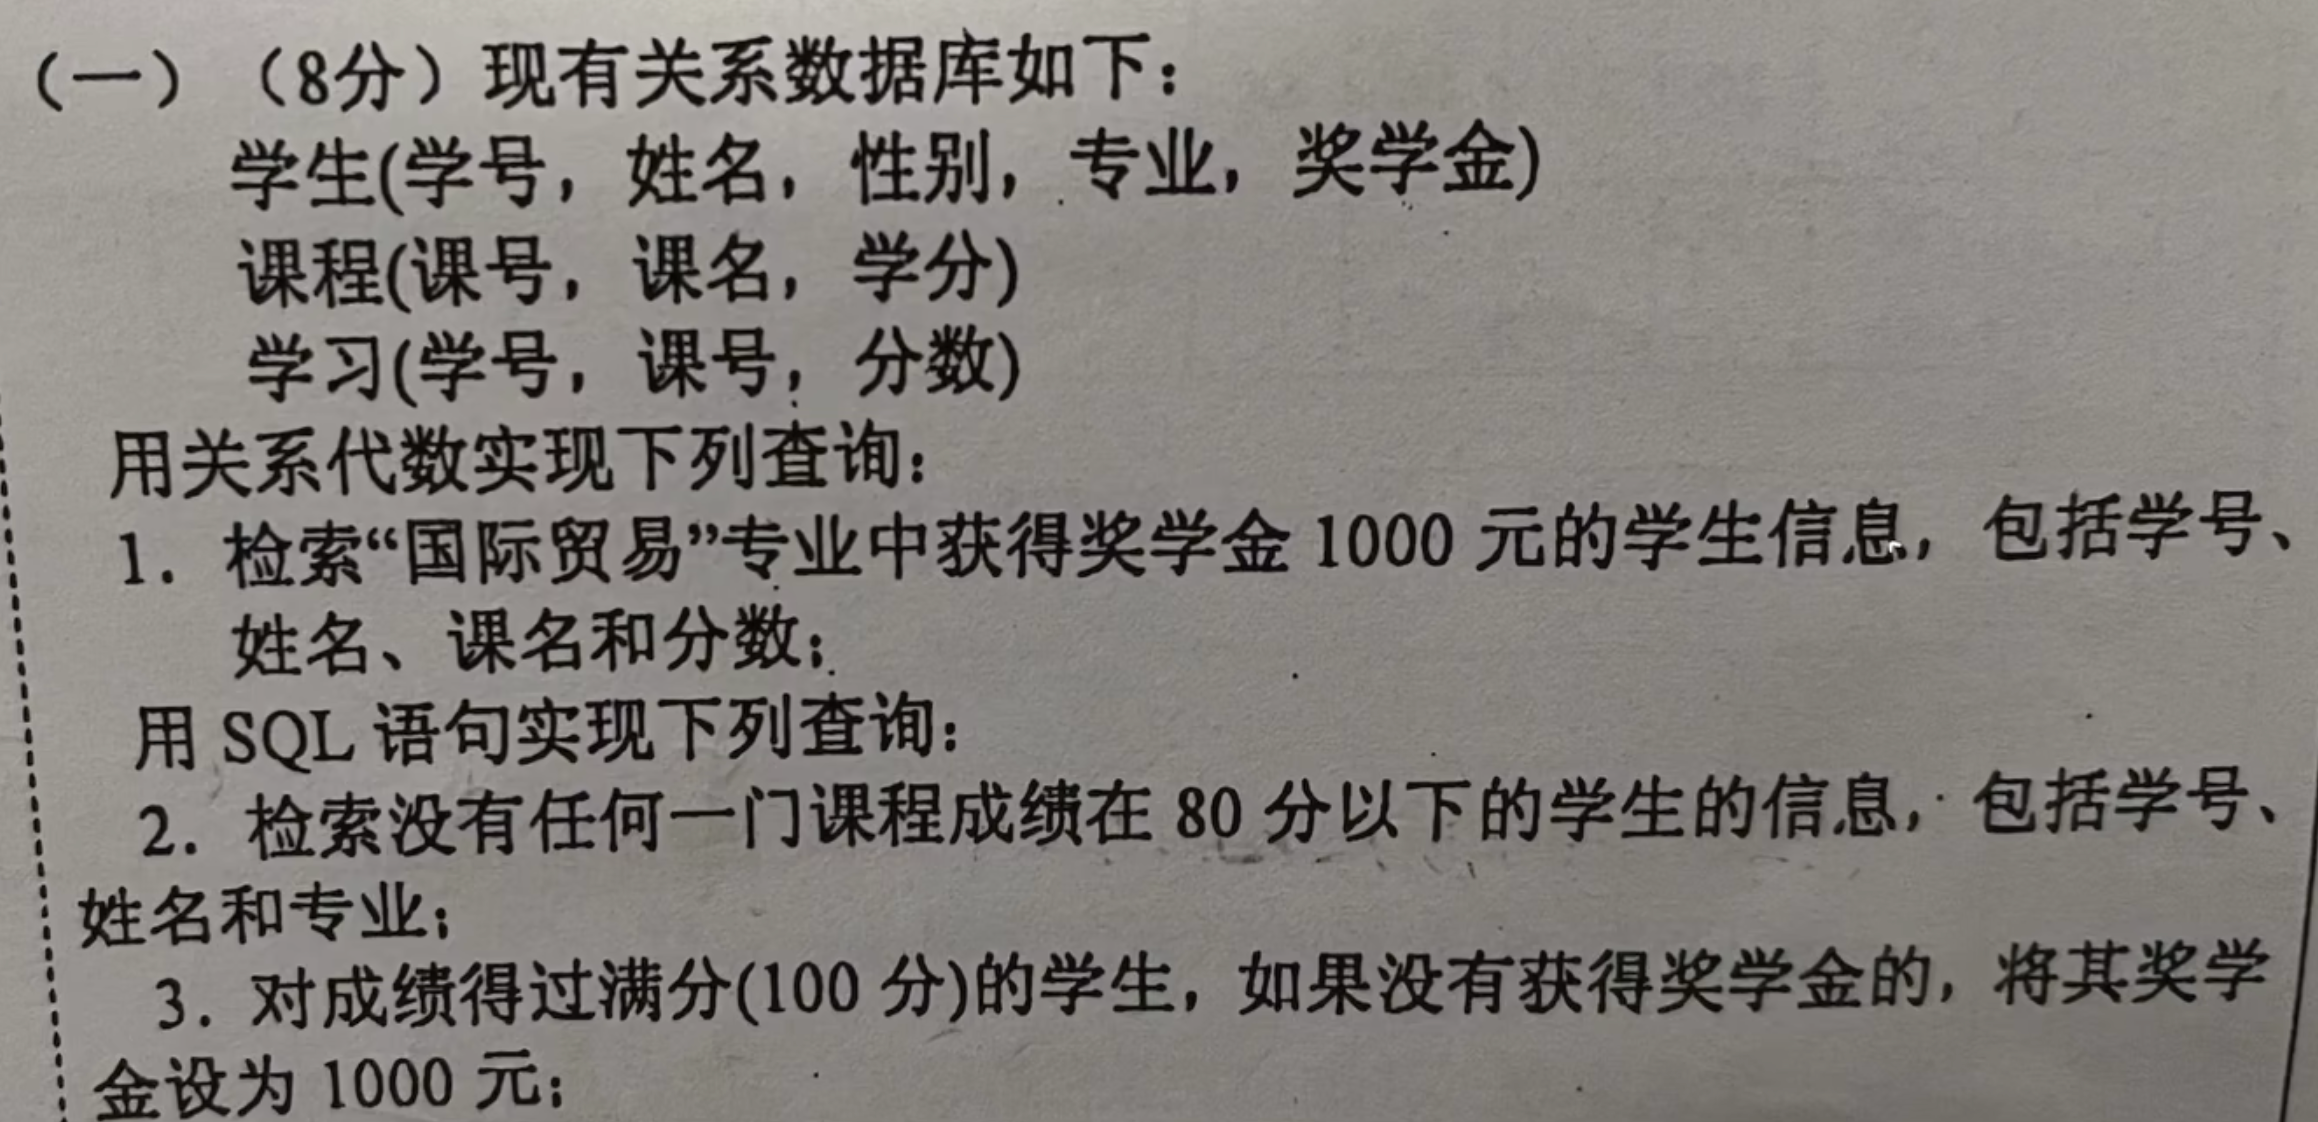 (一) (8分) 现有关系数据库如下：
学生(学号，姓名，性别，专业，奖学金)
课程(课号，课名，学分)
学习(学号，课号，分数)
用关系代数实现下列查询：
1. 检索“国际贸易”专业中获得奖学金 1000 元的学生信息，包括学号、
姓名、课名和分数；
用 SQL 语句实现下列查询：
2. 检索没有任何一门课程成绩在 80 分以下的学生的信息，包括学号、
姓名和专业；
3. 对成绩得过满分(100 分)的学生，如果没有获得奖学金的，将其奖学
金设为 1000 元；